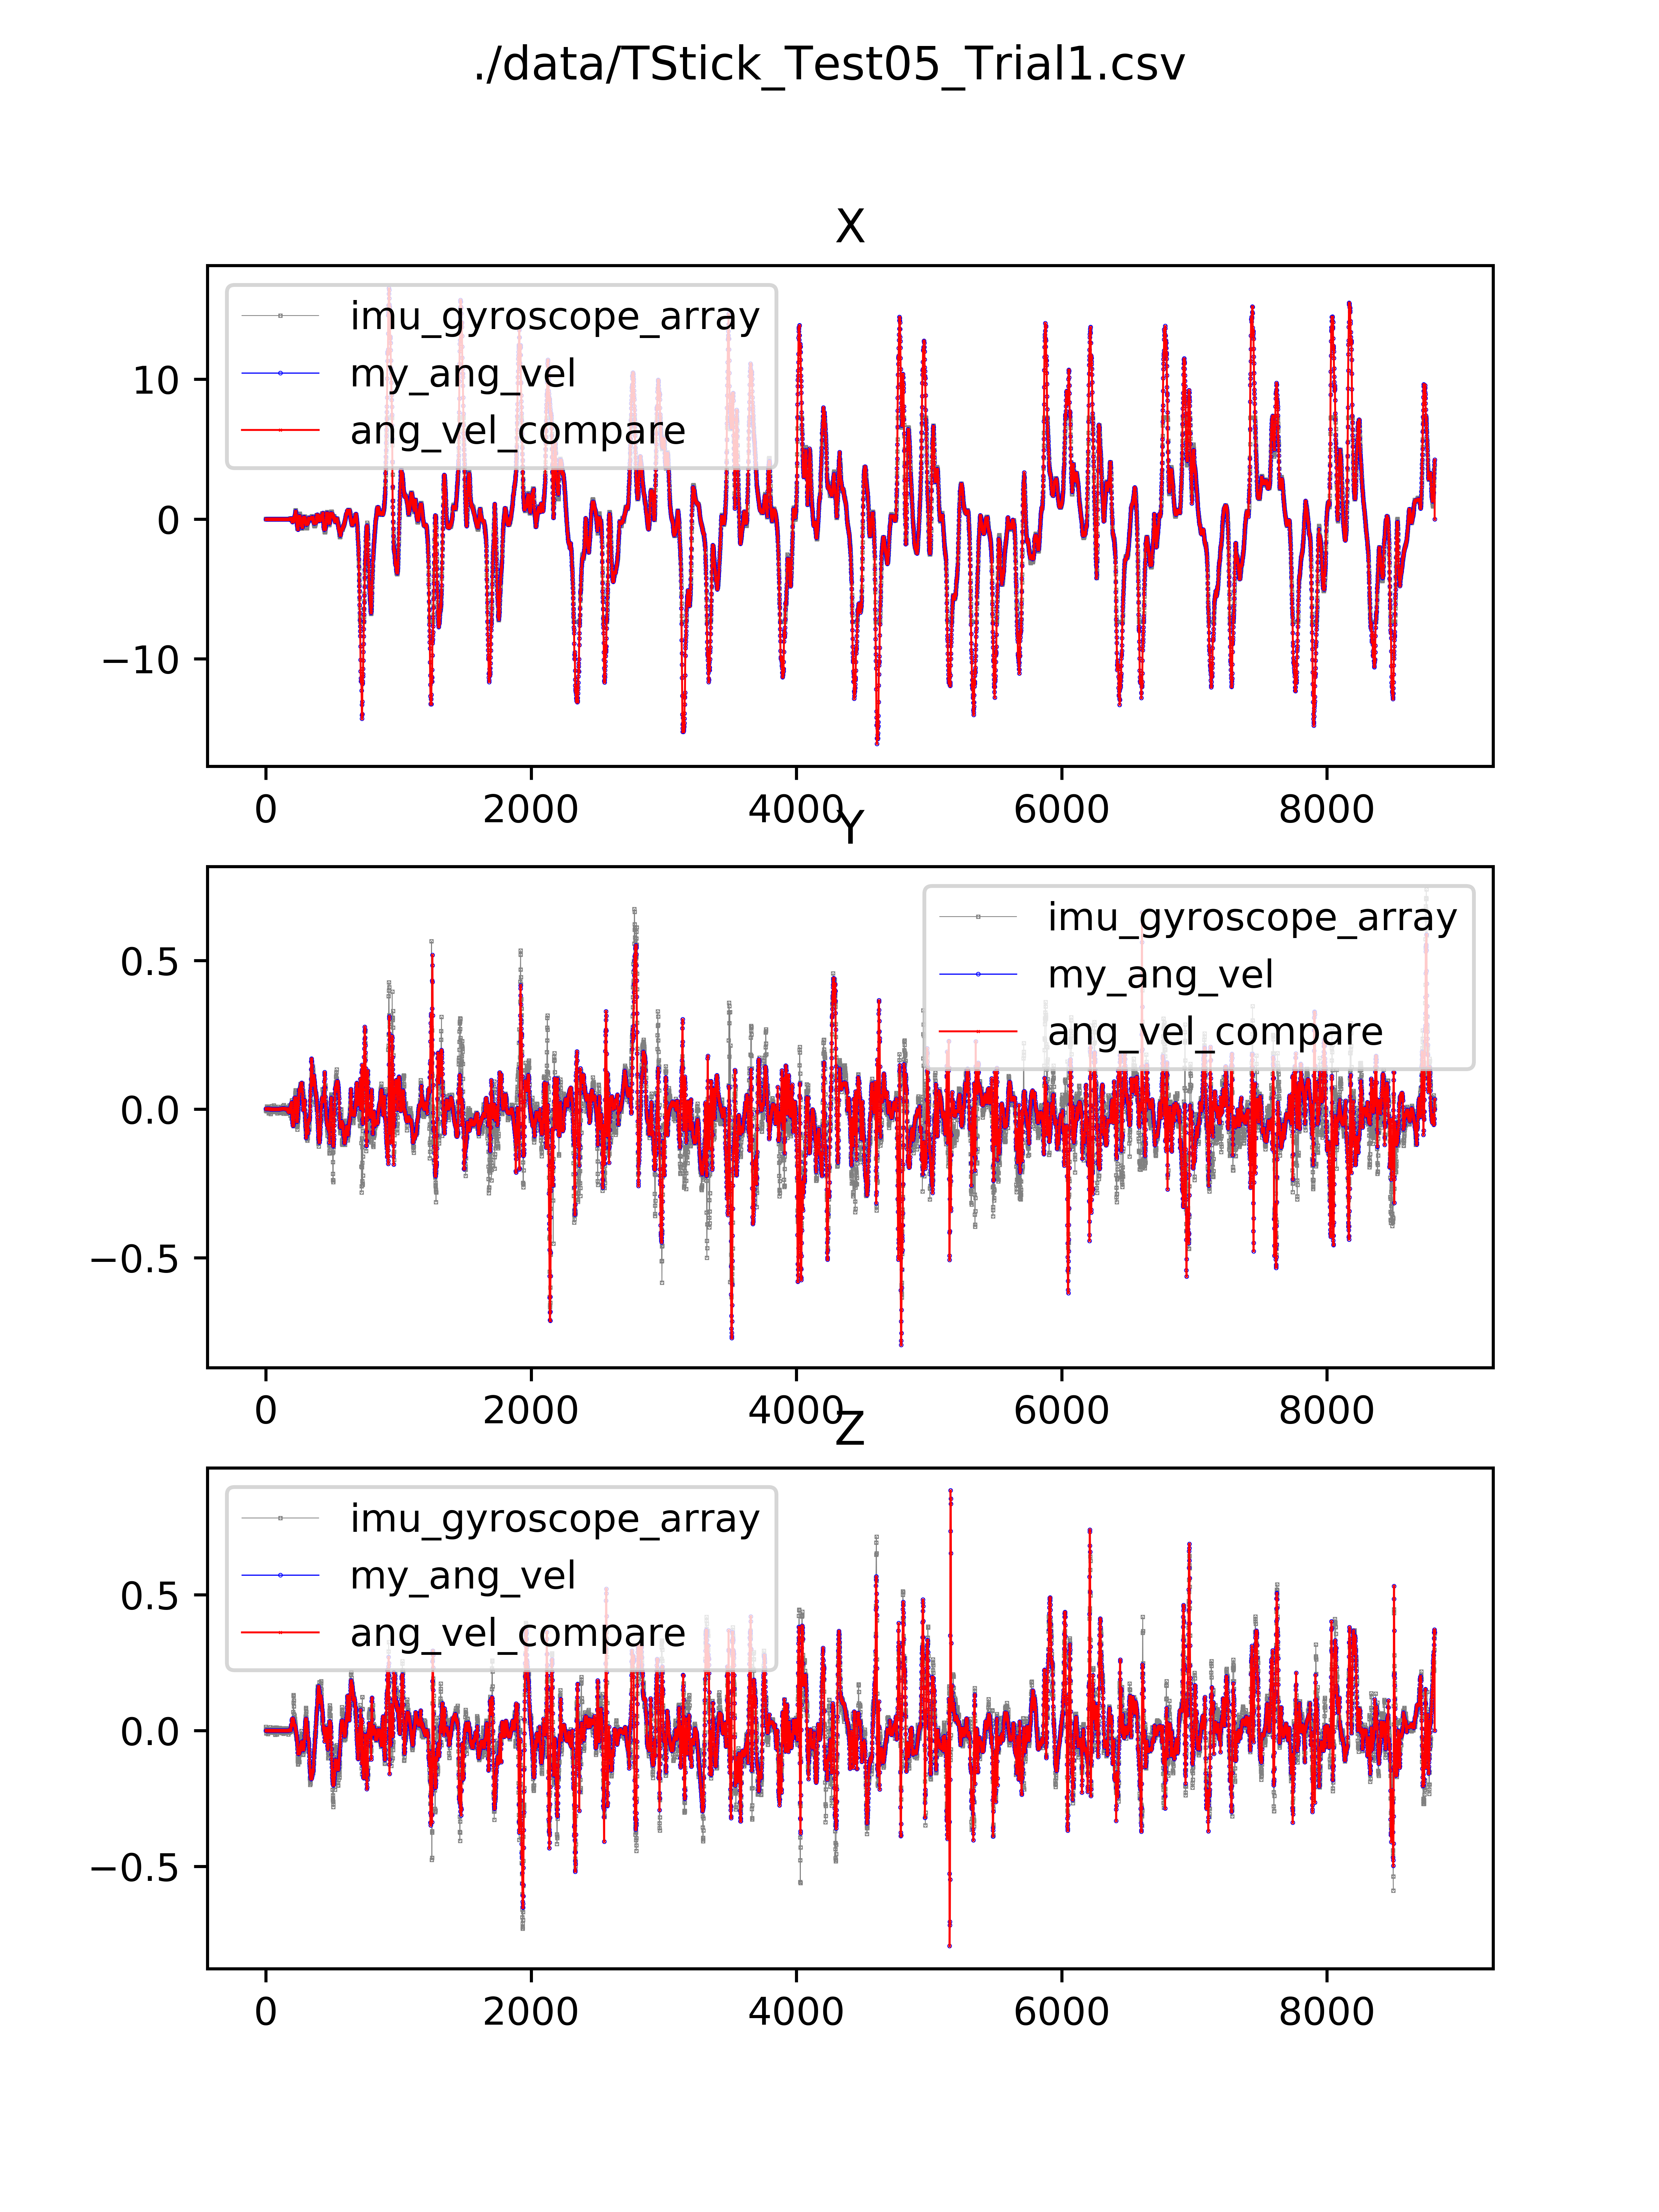 ./data/TStick_Test05_Trial1.csv
X
imu_gyroscope_array
my_ang_vel
ang_vel_compare
10
0
−10
0 2000 4000 6000 8000
Y
imu_gyroscope_array
my_ang_vel
ang_vel_compare
0.5
0.0
−0.5
0 2000 4000 6000 8000
Z
imu_gyroscope_array
my_ang_vel
ang_vel_compare
0.5
0.0
−0.5
0 2000 4000 6000 8000